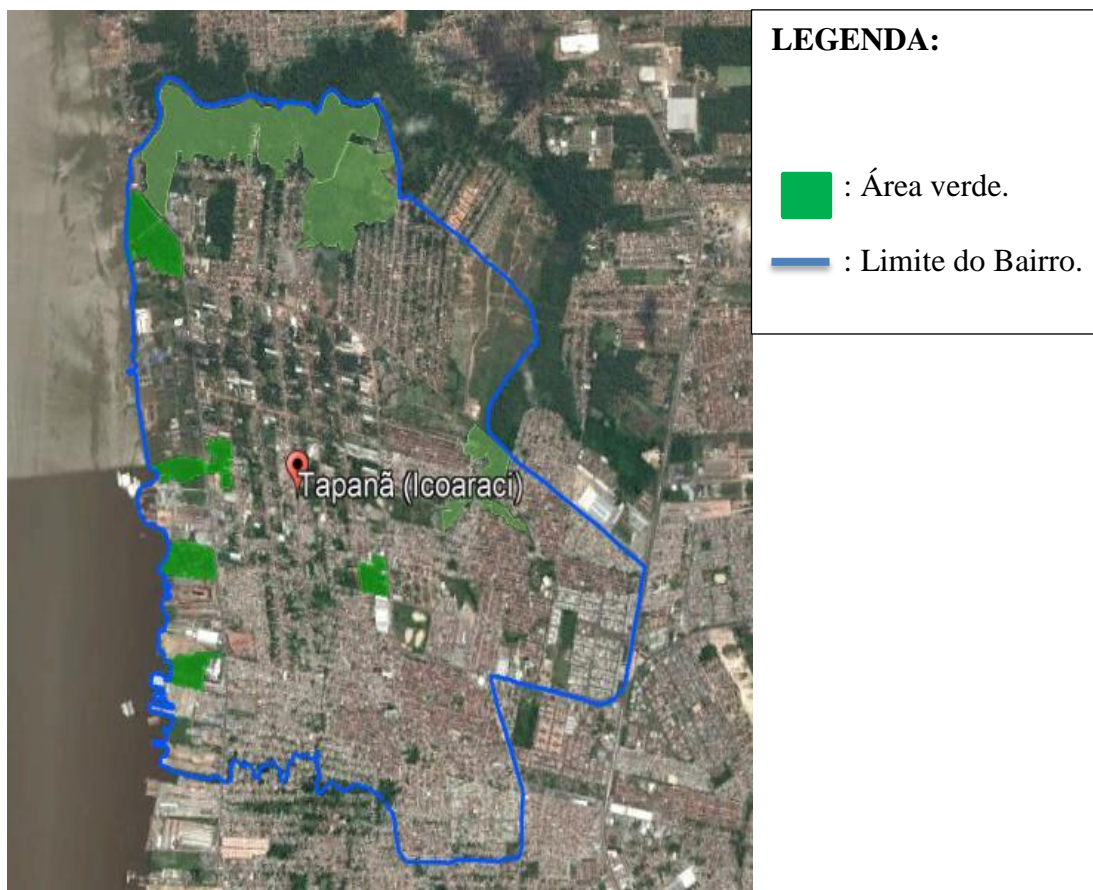 LEGENDA:
: Área verde.
: Limite do Bairro.
Tapanã (Icoaraci)